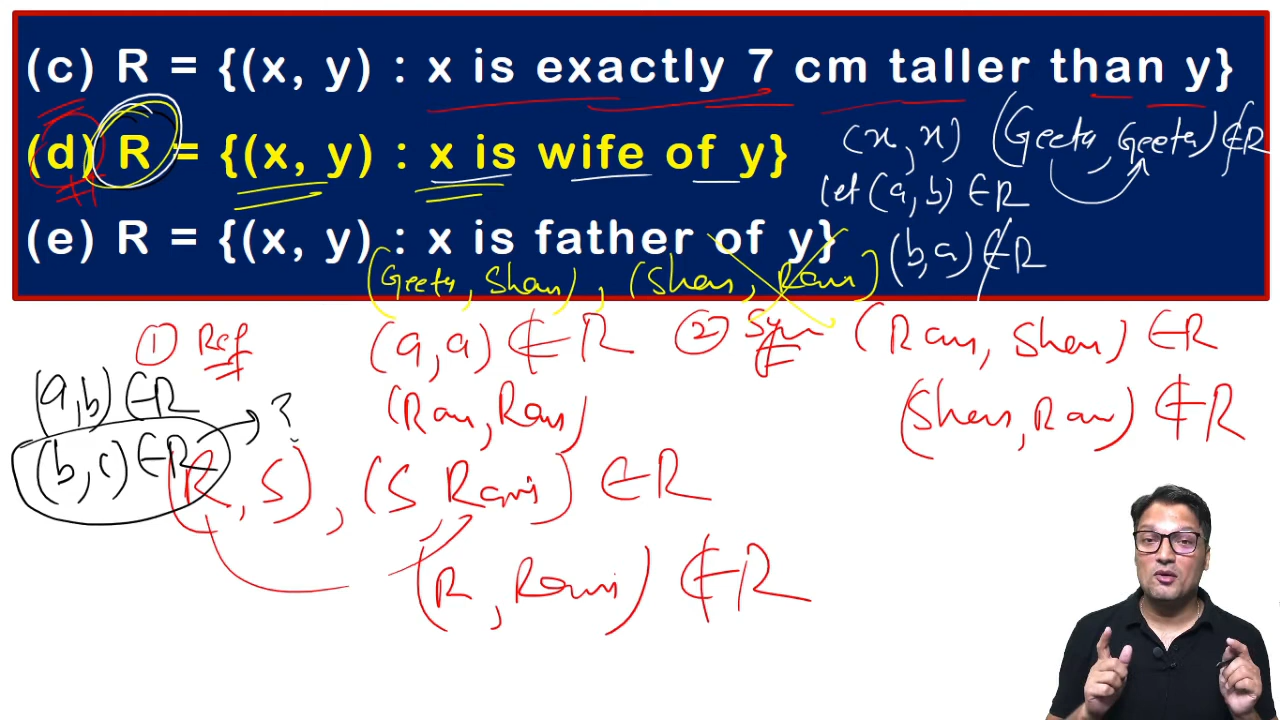 (c) R = {(x, y) : x is exactly 7 cm taller than y}
(d) R = {(x, y) : x is wife of y}
(x, x) (Geeta, Geeta) ∉ R
let (a, b) ∈ R
(e) R = {(x, y) : x is father of y}
(b, a) ∉ R
(Geeta, Sham), (Sham, Ram)
① Ref (a, a) ∉ R ② Sym (Ram, Sham) ∈ R
(a, b) ∈ R (Ram, Ram) (Sham, Ram) ∉ R
(b, c) ∈ R ?
(R, S), (S, Ravi) ∈ R
(R, Ravi) ∉ R